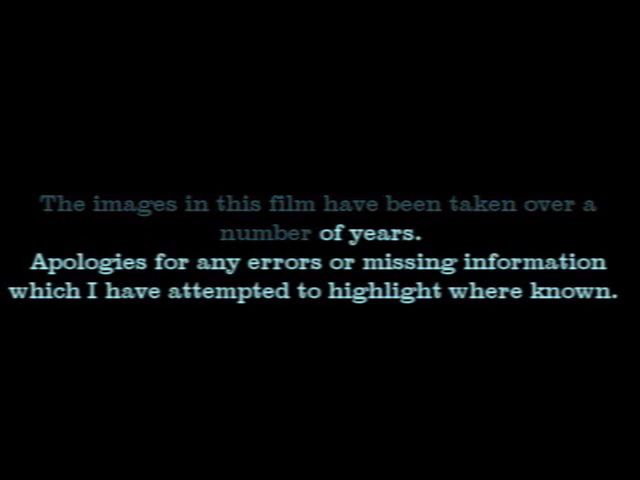 The images in this film have been taken over a
number of years.
Apologies for any errors or missing information
which I have attempted to highlight where known.